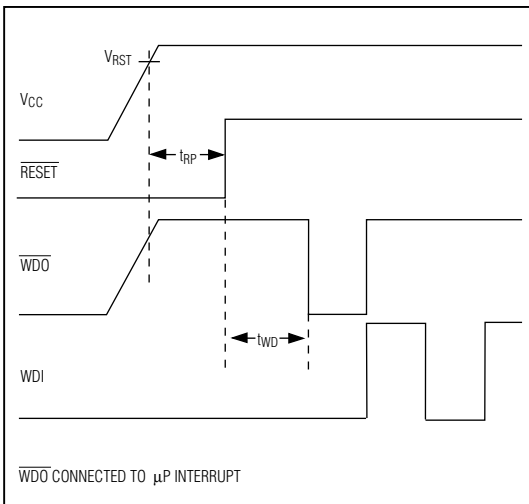 VRST
VCC
tRP
RESET
WDO
tWD
WDI
WDO CONNECTED TO μP INTERRUPT